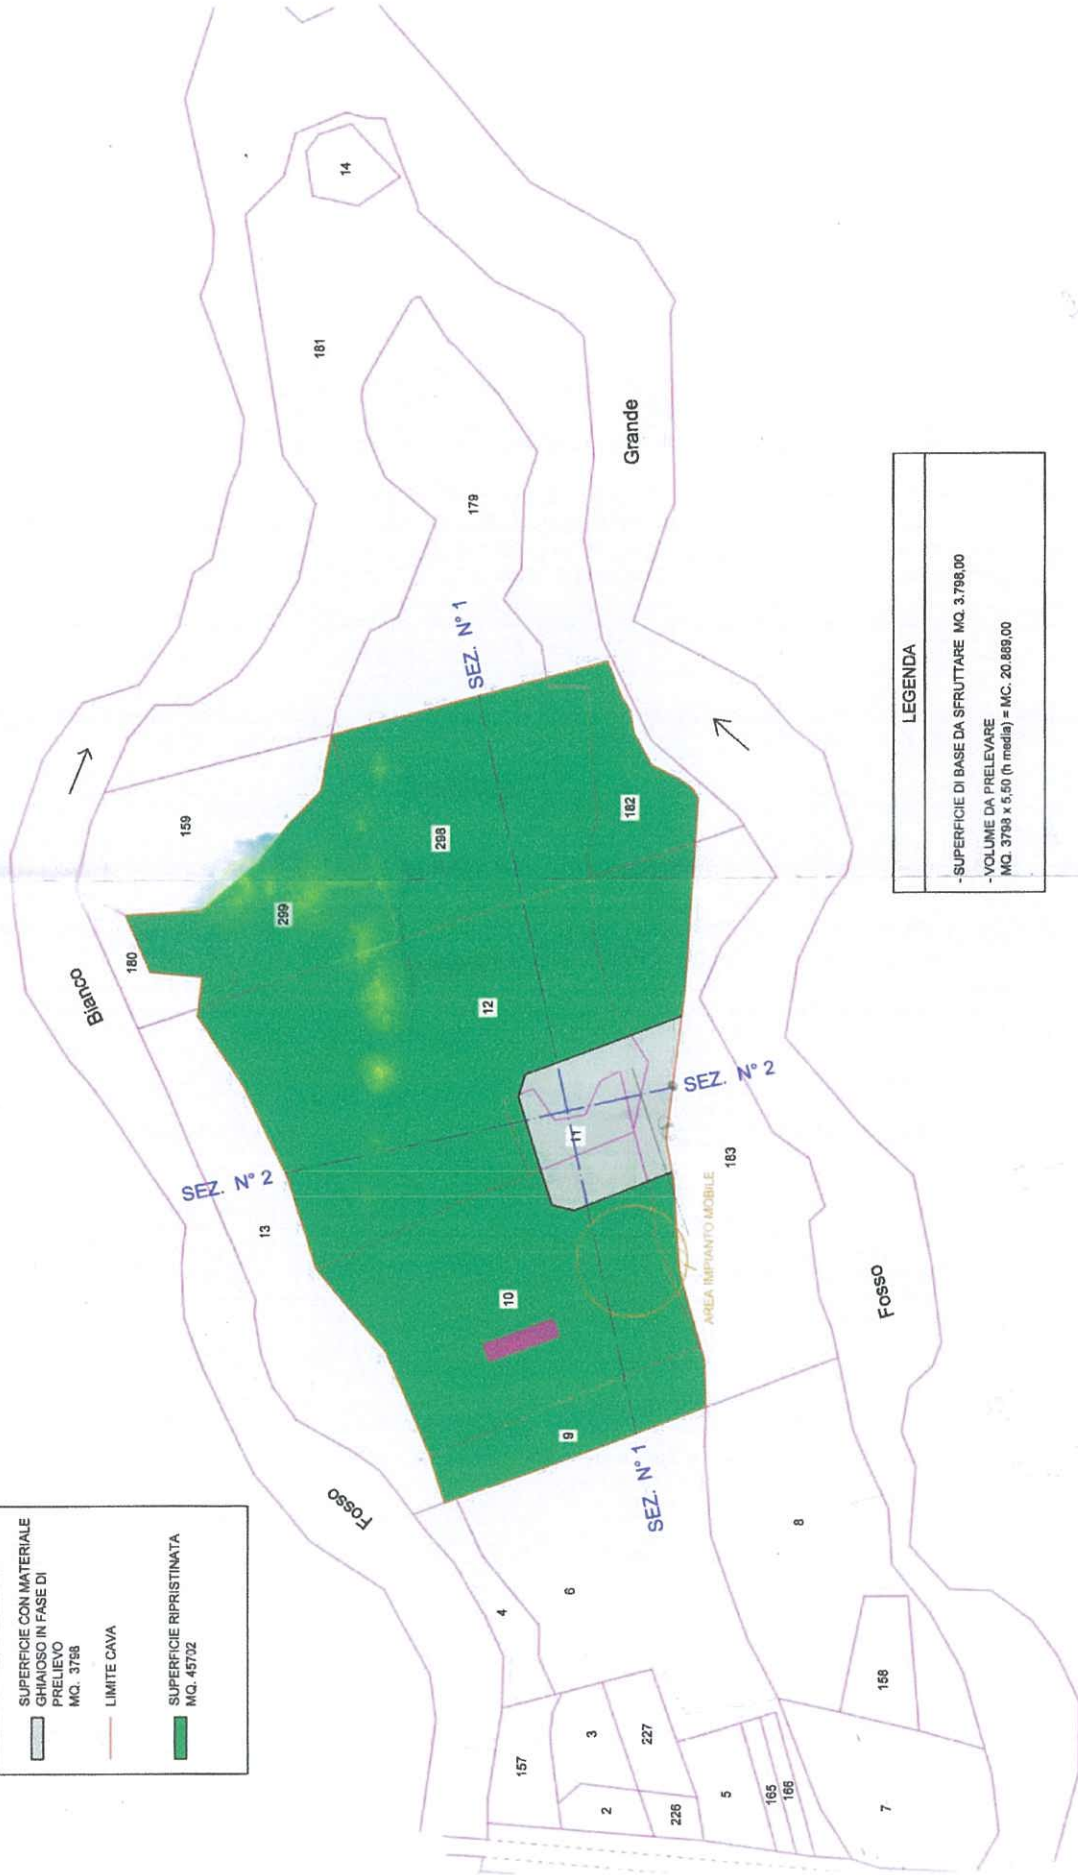 SUPERFICIE CON MATERIALE
GHIAIOSO IN FASE DI
PRELIEVO
MQ. 3798
LIMITE CAVA
SUPERFICIE RIPRISTINATA
MQ. 45702
Fosso
Bianco
159
180
13
299
298
12
182
11
10
9
SEZ. N° 1
SEZ. N° 1
SEZ. N° 2
SEZ. N° 2
AREA IMPIANTO MOBILE
183
14
181
179
Fosso
Grande
4
6
8
157
3
2
227
226
5
165
166
7
158
LEGENDA
- SUPERFICIE DI BASE DA SFRUTTARE MQ. 3.798,00
- VOLUME DA PRELEVARE
MQ. 3798 x 5,50 (h media) = MC. 20.889,00